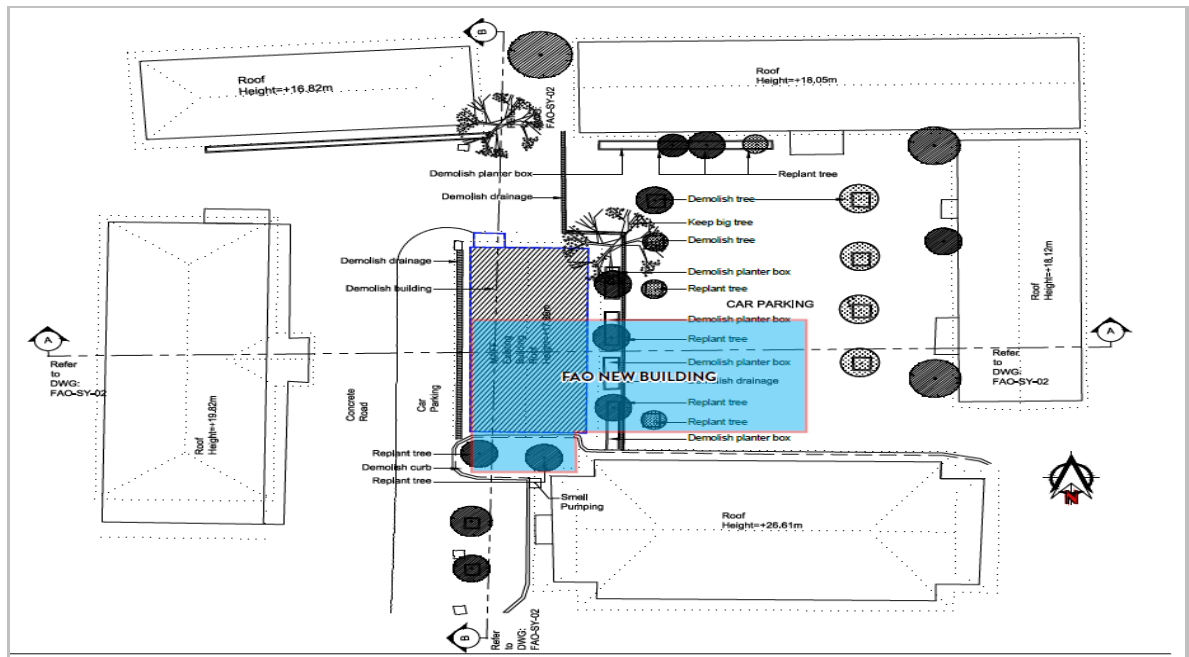 B
Roof
Height=+16.82m
Roof
Height=+18,05m
FAO-SY-02
Demolish planter box
Replant tree
Demolish drainage
Demolish tree
Keep big tree
Demolish tree
Demolish drainage
Demolish planter box
Demolish building
Replant tree
CAR PARKING
Roof
Height=+18,12m
Demolish planter box
A
Refer
to
DWG:
FAO-SY-02
Replant tree
A
Refer
to
DWG:
FAO-SY-02
Demolish planter box
FAO NEW BUILDING
Demolish drainage
Concrete
Road
Car
Parking
Roof
Height=+19.82m
Replant tree
Replant tree
Demolish planter box
Replant tree
Demolish curb
Replant tree
Small
Pumping
Roof
Height=+26.61m
N
B
Refer
to
DWG:
FAO-SY-02